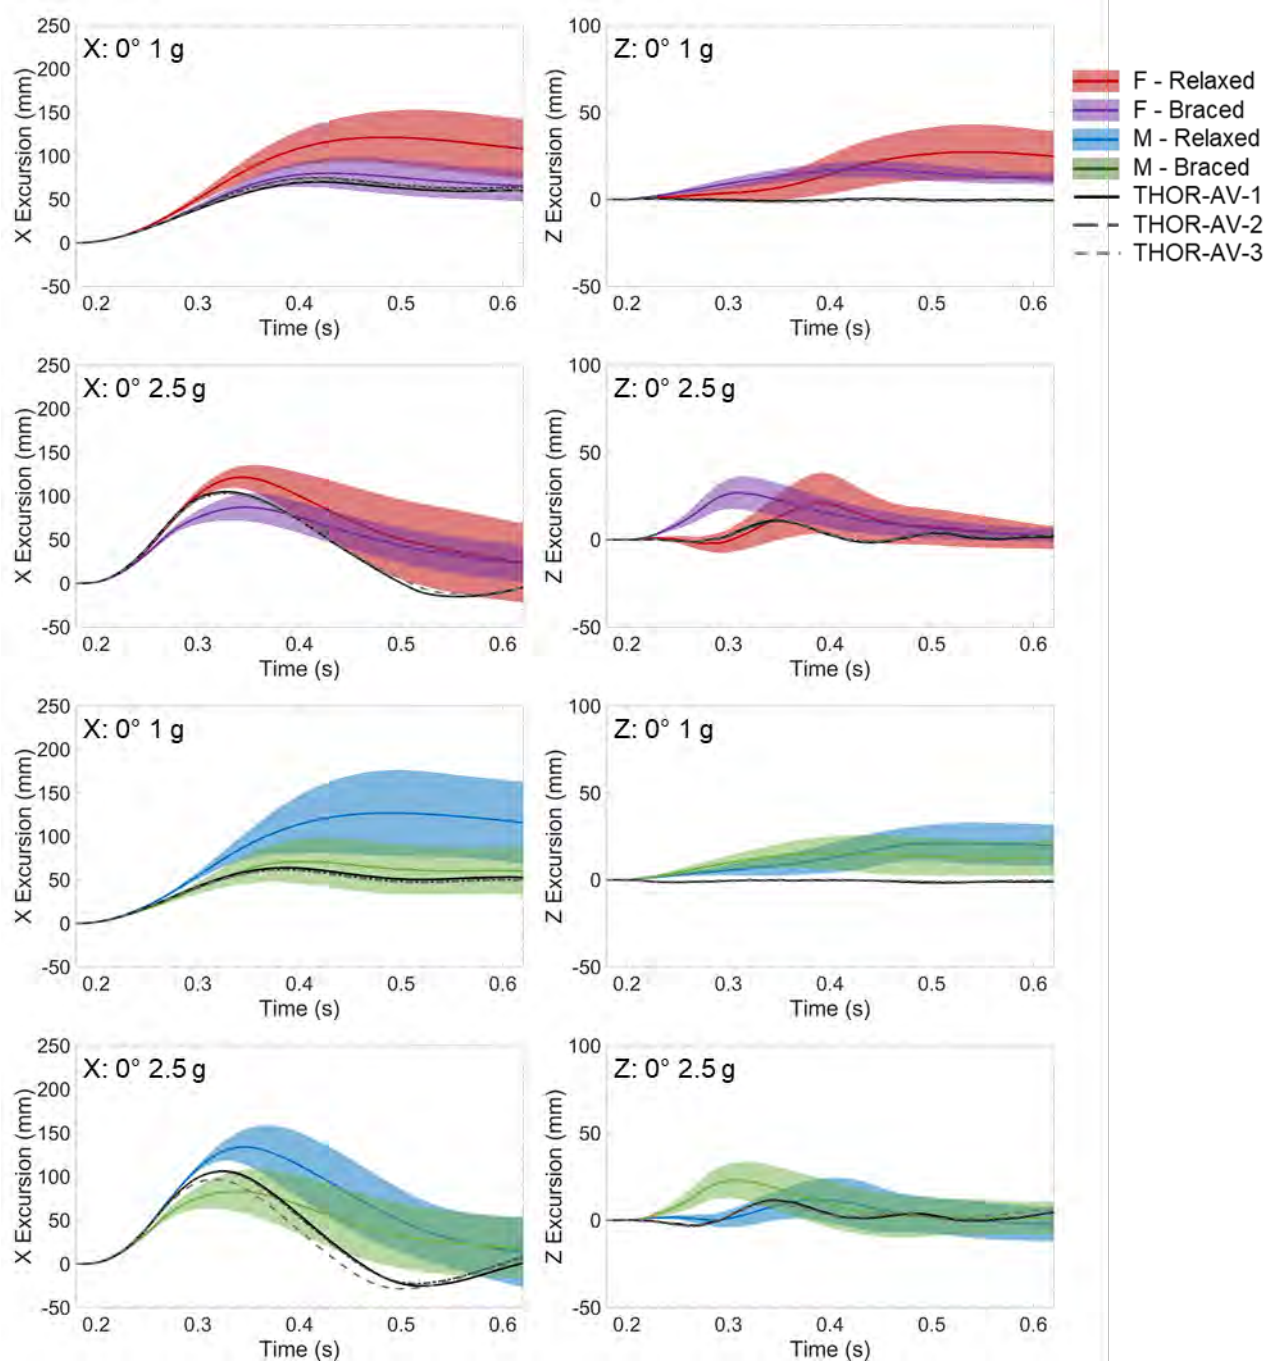 X: 0° 1 g
X Excursion (mm)
250
200
150
100
50
0
-50
0.2 0.3 0.4 0.5 0.6
Time (s)
Z: 0° 1 g
Z Excursion (mm)
100
50
0
-50
0.2 0.3 0.4 0.5 0.6
Time (s)
F - Relaxed
F - Braced
M - Relaxed
M - Braced
THOR-AV-1
THOR-AV-2
THOR-AV-3
X: 0° 2.5 g
X Excursion (mm)
250
200
150
100
50
0
-50
0.2 0.3 0.4 0.5 0.6
Time (s)
Z: 0° 2.5 g
Z Excursion (mm)
100
50
0
-50
0.2 0.3 0.4 0.5 0.6
Time (s)
X: 0° 1 g
X Excursion (mm)
250
200
150
100
50
0
-50
0.2 0.3 0.4 0.5 0.6
Time (s)
Z: 0° 1 g
Z Excursion (mm)
100
50
0
-50
0.2 0.3 0.4 0.5 0.6
Time (s)
X: 0° 2.5 g
X Excursion (mm)
250
200
150
100
50
0
-50
0.2 0.3 0.4 0.5 0.6
Time (s)
Z: 0° 2.5 g
Z Excursion (mm)
100
50
0
-50
0.2 0.3 0.4 0.5 0.6
Time (s)